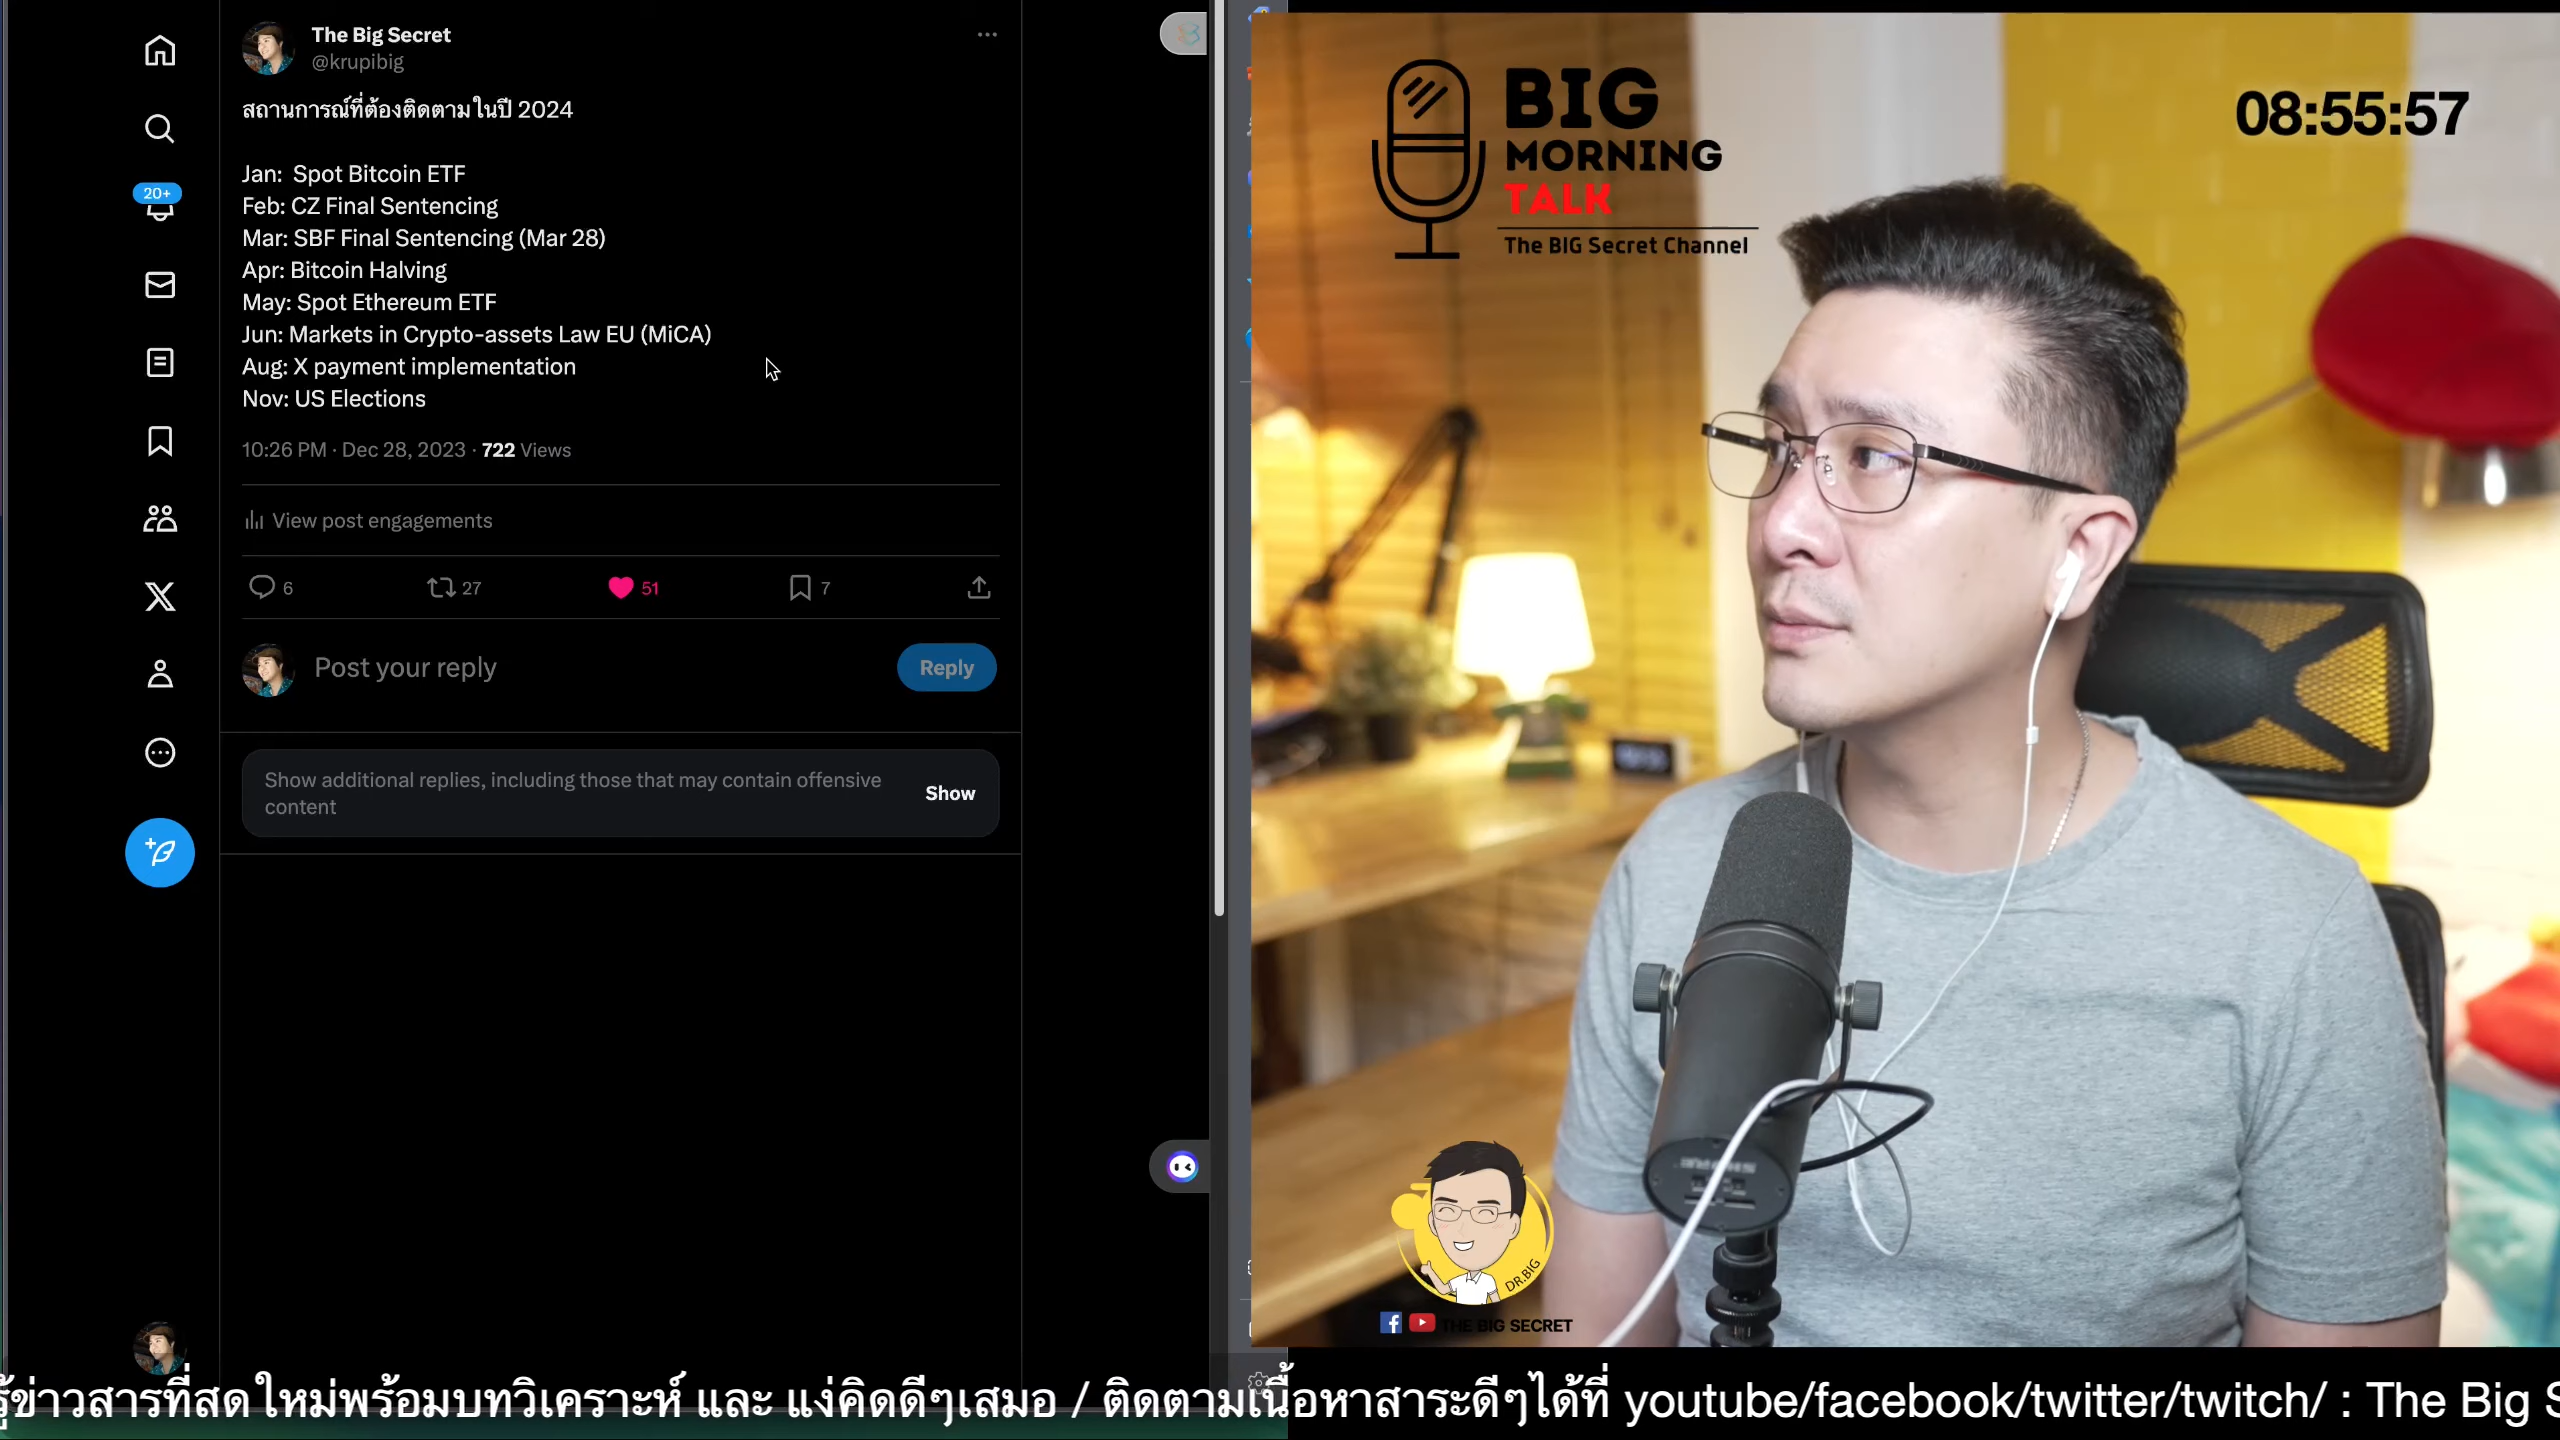 The Big Secret
@krupibig
สถานการณ์ที่ต้องติดตามในปี 2024
Jan: Spot Bitcoin ETF
Feb: CZ Final Sentencing
Mar: SBF Final Sentencing (Mar 28)
Apr: Bitcoin Halving
May: Spot Ethereum ETF
Jun: Markets in Crypto-assets Law EU (MiCA)
Aug: X payment implementation
Nov: US Elections
10:26 PM · Dec 28, 2023 · 722 Views
View post engagements
6 27 51 7
Post your reply
Reply
Show additional replies, including those that may contain offensive
content
Show
20+
BIG
MORNING
TALK
The BIG Secret Channel
08:55:57
DR.BIG
THE BIG SECRET
ข่าวสารที่สดใหม่พร้อมบทวิเคราะห์ และ แง่คิดดีๆเสมอ / ติดตามเนื้อหาสาระดีๆได้ที่ youtube/facebook/twitter/twitch/ : The Big